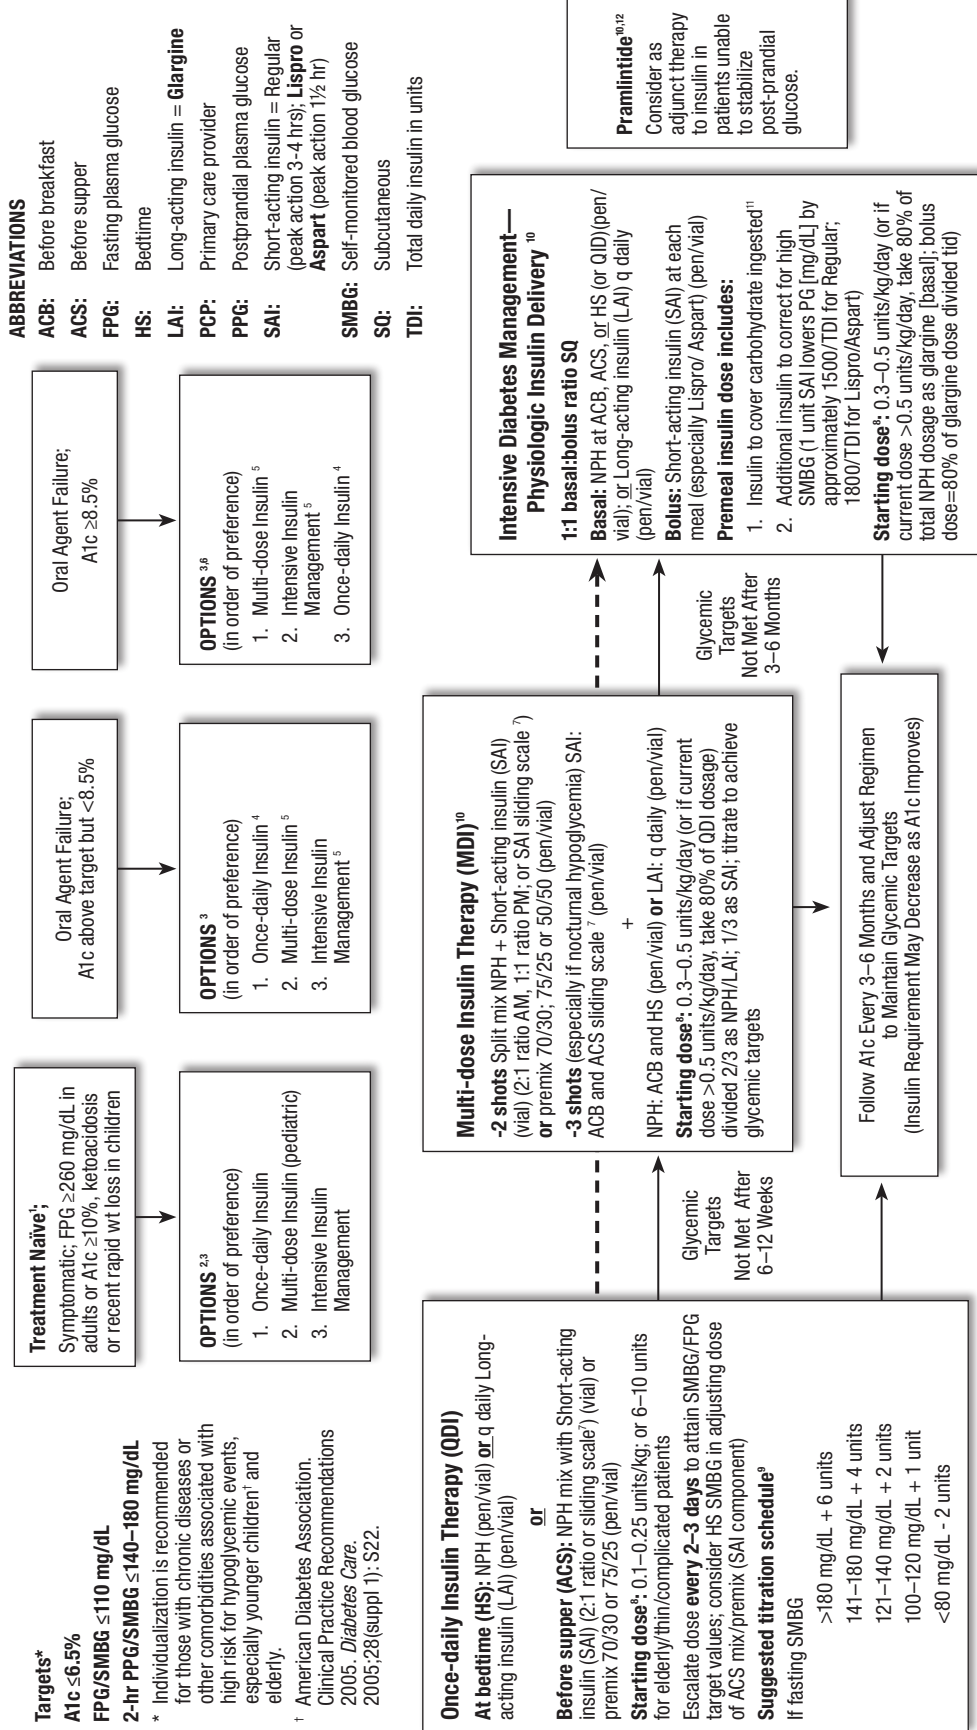 Targets*
A1c ≤6.5%
FPG/SMBG ≤110 mg/dL
2-hr PPG/SMBG ≤140–180 mg/dL
* Individualization is recommended
for those with chronic diseases or
other comorbidities associated with
high risk for hypoglycemic events,
especially younger children† and
elderly.
† American Diabetes Association.
Clinical Practice Recommendations
2005. Diabetes Care.
2005;28(suppl 1): S22.
Treatment Naïve¹;
Symptomatic; FPG ≥260 mg/dL in
adults or A1c ≥10%, ketoacidosis
or recent rapid wt loss in children
OPTIONS ²,³
(in order of preference)
1. Once-daily Insulin
2. Multi-dose Insulin (pediatric)
3. Intensive Insulin
Management
Oral Agent Failure;
A1c above target but <8.5%
OPTIONS ³
(in order of preference)
1. Once-daily Insulin ⁴
2. Multi-dose Insulin ⁵
3. Intensive Insulin
Management ⁵
Oral Agent Failure;
A1c ≥8.5%
OPTIONS ³,⁶
(in order of preference)
1. Multi-dose Insulin ⁵
2. Intensive Insulin
Management ⁵
3. Once-daily Insulin ⁴
ABBREVIATIONS
ACB: Before breakfast
ACS: Before supper
FPG: Fasting plasma glucose
HS: Bedtime
LAI: Long-acting insulin = Glargine
PCP: Primary care provider
PPG: Postprandial plasma glucose
SAI: Short-acting insulin = Regular
(peak action 3-4 hrs); Lispro or
Aspart (peak action 1½ hr)
SMBG: Self-monitored blood glucose
SQ: Subcutaneous
TDI: Total daily insulin in units
Once-daily Insulin Therapy (QDI)
At bedtime (HS): NPH (pen/vial) or q daily Long-
acting insulin (LAI) (pen/vial)
or
Before supper (ACS): NPH mix with Short-acting
insulin (SAI) (2:1 ratio or sliding scale⁷) (vial) or
premix 70/30 or 75/25 (pen/vial)
Starting dose⁸: 0.1–0.25 units/kg; or 6–10 units
for elderly/thin/complicated patients
Escalate dose every 2–3 days to attain SMBG/FPG
target values; consider HS SMBG in adjusting dose
of ACS mix/premix (SAI component)
Suggested titration schedule⁹
If fasting SMBG
>180 mg/dL + 6 units
141–180 mg/dL + 4 units
121–140 mg/dL + 2 units
100–120 mg/dL + 1 unit
<80 mg/dL - 2 units
Glycemic
Targets
Not Met After
6–12 Weeks
Multi-dose Insulin Therapy (MDI)¹⁰
-2 shots Split mix NPH + Short-acting insulin (SAI)
(vial) (2:1 ratio AM, 1:1 ratio PM; or SAI sliding scale ⁷)
or premix 70/30; 75/25 or 50/50 (pen/vial)
-3 shots (especially if nocturnal hypoglycemia) SAI:
ACB and ACS sliding scale ⁷ (pen/vial)
+
NPH: ACB and HS (pen/vial) or LAI: q daily (pen/vial)
Starting dose⁸: 0.3–0.5 units/kg/day (or if current
dose >0.5 units/kg/day, take 80% of QDI dosage)
divided 2/3 as NPH/LAI; 1/3 as SAI; titrate to achieve
glycemic targets
Glycemic
Targets
Not Met After
3–6 Months
Intensive Diabetes Management—
Physiologic Insulin Delivery ¹⁰
1:1 basal:bolus ratio SQ
Basal: NPH at ACB, ACS, or HS (or QID)(pen/
vial); or Long-acting insulin (LAI) q daily
(pen/vial)
Bolus: Short-acting insulin (SAI) at each
meal (especially Lispro/ Aspart) (pen/vial)
Premeal insulin dose includes:
1. Insulin to cover carbohydrate ingested¹¹
2. Additional insulin to correct for high
SMBG (1 unit SAI lowers PG [mg/dL] by
approximately 1500/TDI for Regular;
1800/TDI for Lispro/Aspart)
Starting dose⁸: 0.3–0.5 units/kg/day (or if
current dose >0.5 units/kg/day, take 80% of
total NPH dosage as glargine [basal]; bolus
dose=80% of glargine dose divided tid)
Pramlintide¹⁰,¹²
Consider as
adjunct therapy
to insulin in
patients unable
to stabilize
post-prandial
glucose.
Follow A1c Every 3–6 Months and Adjust Regimen
to Maintain Glycemic Targets
(Insulin Requirement May Decrease as A1c Improves)